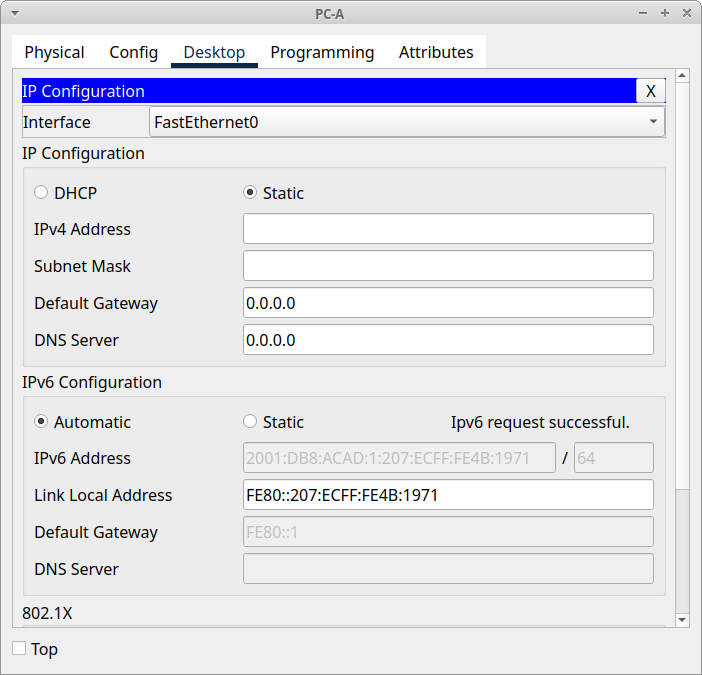 PC-A
Physical Config Desktop Programming Attributes
IP Configuration X
Interface FastEthernet0
IP Configuration
DHCP Static
IPv4 Address
Subnet Mask
Default Gateway 0.0.0.0
DNS Server 0.0.0.0
IPv6 Configuration
Automatic Static Ipv6 request successful.
IPv6 Address 2001:DB8:ACAD:1:207:ECFF:FE4B:1971 / 64
Link Local Address FE80::207:ECFF:FE4B:1971
Default Gateway FE80::1
DNS Server
802.1X
Top